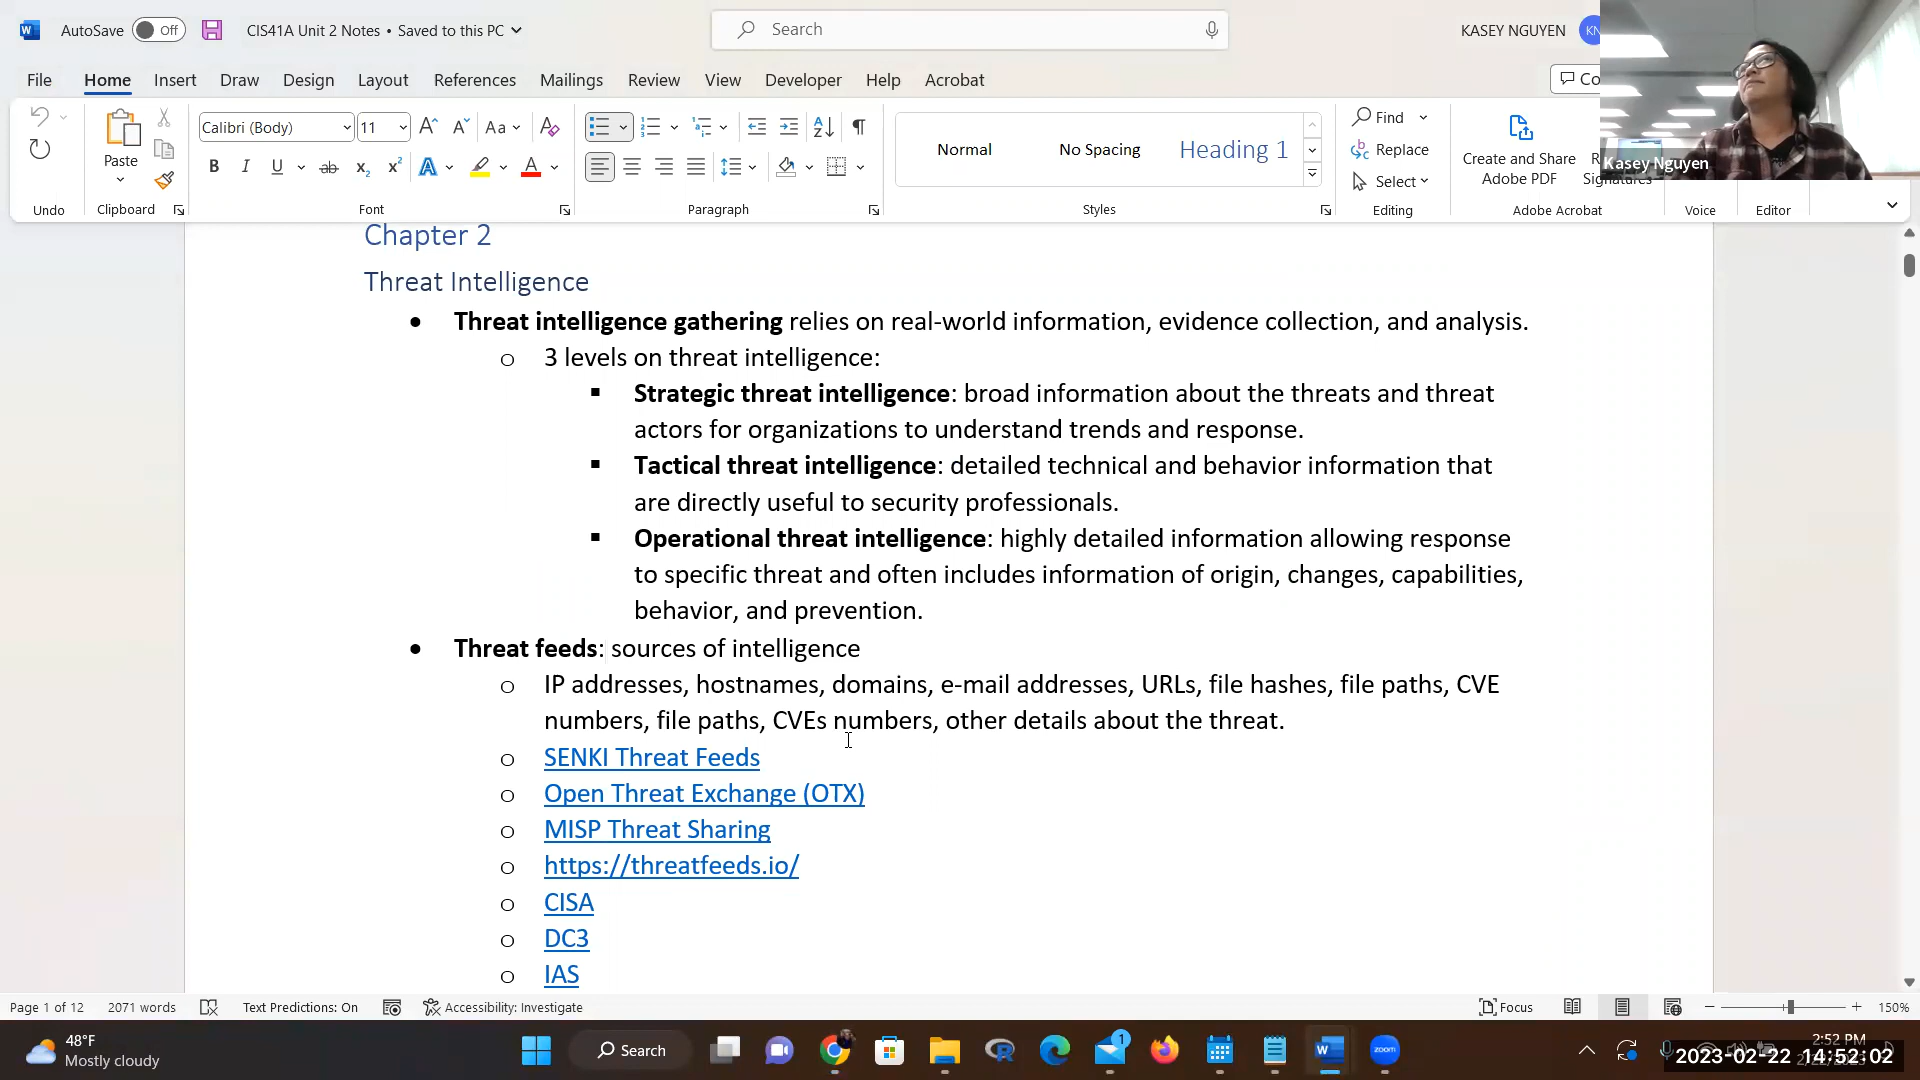 AutoSave Off CIS41A Unit 2 Notes • Saved to this PC Search KASEY NGUYEN KN
File Home Insert Draw Design Layout References Mailings Review View Developer Help Acrobat Co
Calibri (Body) 11 Aa
Paste
Undo Clipboard Font Paragraph
Normal No Spacing Heading 1
Styles
Find
Replace
Select
Editing
Create and Share
Adobe PDF
Signatures
Adobe Acrobat
Voice
Editor
Kasey Nguyen
Chapter 2
Threat Intelligence
• Threat intelligence gathering relies on real-world information, evidence collection, and analysis.
o 3 levels on threat intelligence:
▪ Strategic threat intelligence: broad information about the threats and threat
actors for organizations to understand trends and response.
▪ Tactical threat intelligence: detailed technical and behavior information that
are directly useful to security professionals.
▪ Operational threat intelligence: highly detailed information allowing response
to specific threat and often includes information of origin, changes, capabilities,
behavior, and prevention.
• Threat feeds: sources of intelligence
o IP addresses, hostnames, domains, e-mail addresses, URLs, file hashes, file paths, CVE
numbers, file paths, CVEs numbers, other details about the threat.
o SENKI Threat Feeds
o Open Threat Exchange (OTX)
o MISP Threat Sharing
o https://threatfeeds.io/
o CISA
o DC3
o IAS
Page 1 of 12 2071 words Text Predictions: On Accessibility: Investigate Focus 150%
48°F
Mostly cloudy
Search
zoom
1
2:52 PM
2023-02-22 14:52:02